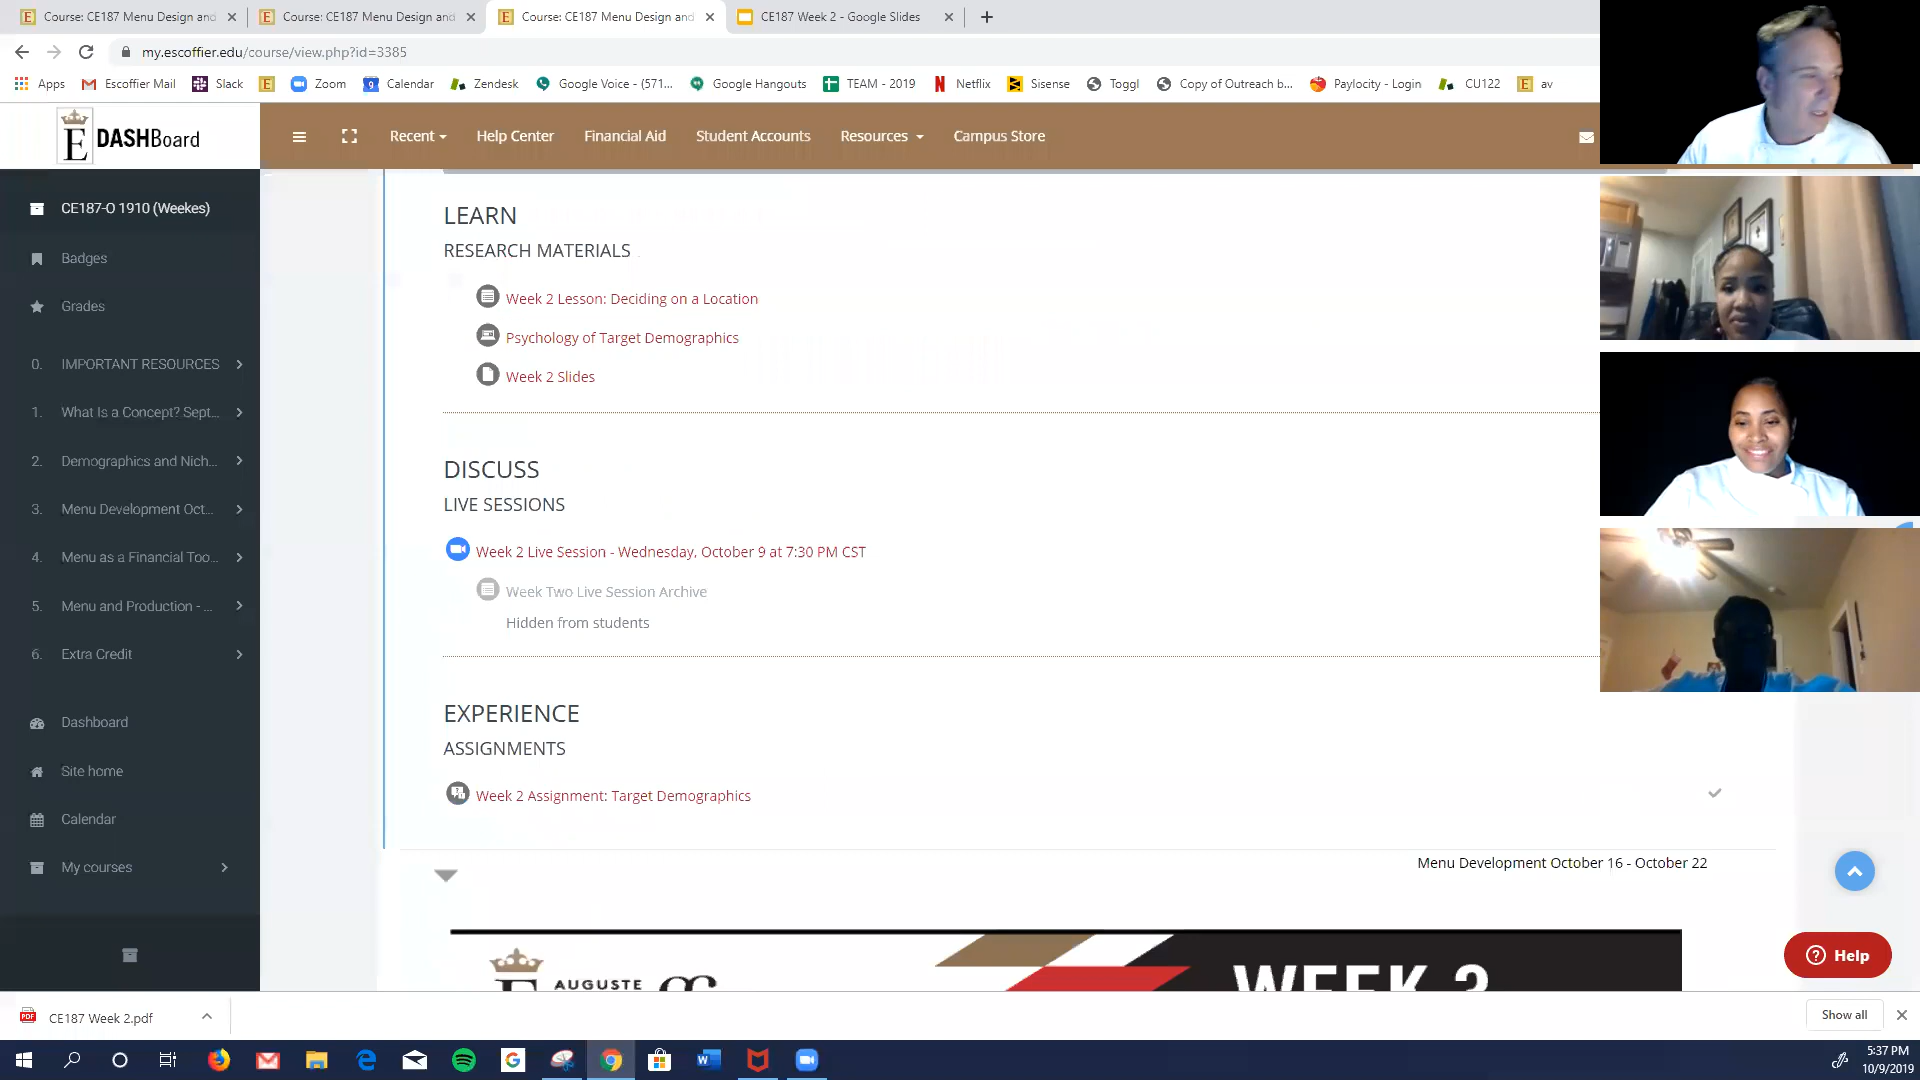 Course: CE187 Menu Design and
Course: CE187 Menu Design and
Course: CE187 Menu Design and
CE187 Week 2 - Google Slides
my.escoffier.edu/course/view.php?id=3385
Apps
Escoffier Mail
Slack
Zoom
Calendar
Zendesk
Google Voice - (571...
Google Hangouts
TEAM - 2019
Netflix
Sisense
Toggl
Copy of Outreach b...
Paylocity - Login
CU122
av
E DASHBoard
Recent
Help Center
Financial Aid
Student Accounts
Resources
Campus Store
CE187-O 1910 (Weekes)
Badges
Grades
0. IMPORTANT RESOURCES
1. What Is a Concept? Sept...
2. Demographics and Nich...
3. Menu Development Oct...
4. Menu as a Financial Too...
5. Menu and Production - ...
6. Extra Credit
Dashboard
Site home
Calendar
My courses
LEARN
RESEARCH MATERIALS
Week 2 Lesson: Deciding on a Location
Psychology of Target Demographics
Week 2 Slides
DISCUSS
LIVE SESSIONS
Week 2 Live Session - Wednesday, October 9 at 7:30 PM CST
Week Two Live Session Archive
Hidden from students
EXPERIENCE
ASSIGNMENTS
Week 2 Assignment: Target Demographics
Menu Development October 16 - October 22
AUGUSTE
WEEK 3
Help
CE187 Week 2.pdf
Show all
5:37 PM
10/9/2019